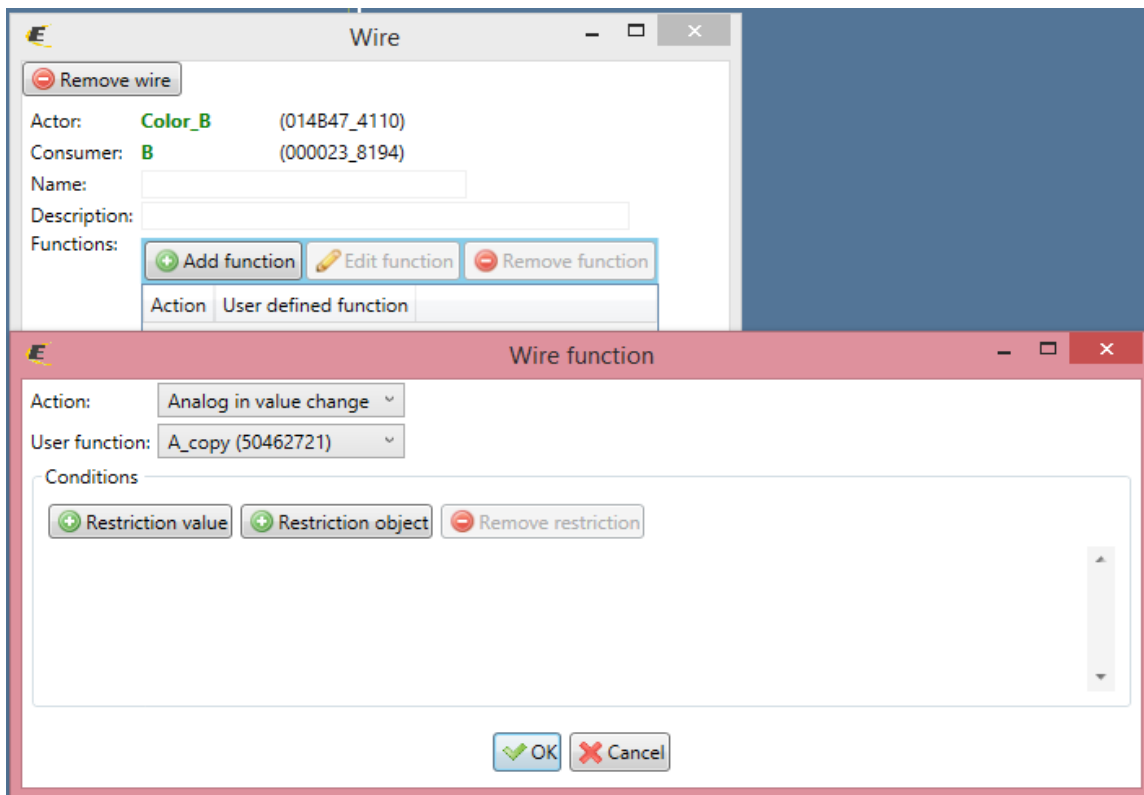 Wire
Remove wire
Actor: Color_B (014B47_4110)
Consumer: B (000023_8194)
Name:
Description:
Functions:
Add function Edit function Remove function
Action User defined function
Wire function
Action: Analog in value change
User function: A_copy (50462721)
Conditions
Restriction value Restriction object Remove restriction
OK Cancel